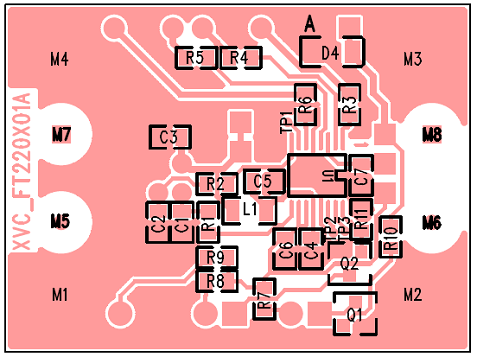 A
M4
R5
R4
D4
M3
TP1
R6
R3
XVC_FT220X01A
M7
C3
M8
R2
C5
U1
C7
M5
C2
C1
R1
L1
TP2
TP3
R11
M6
R10
C6
C4
R9
R8
Q2
M1
R7
M2
Q1